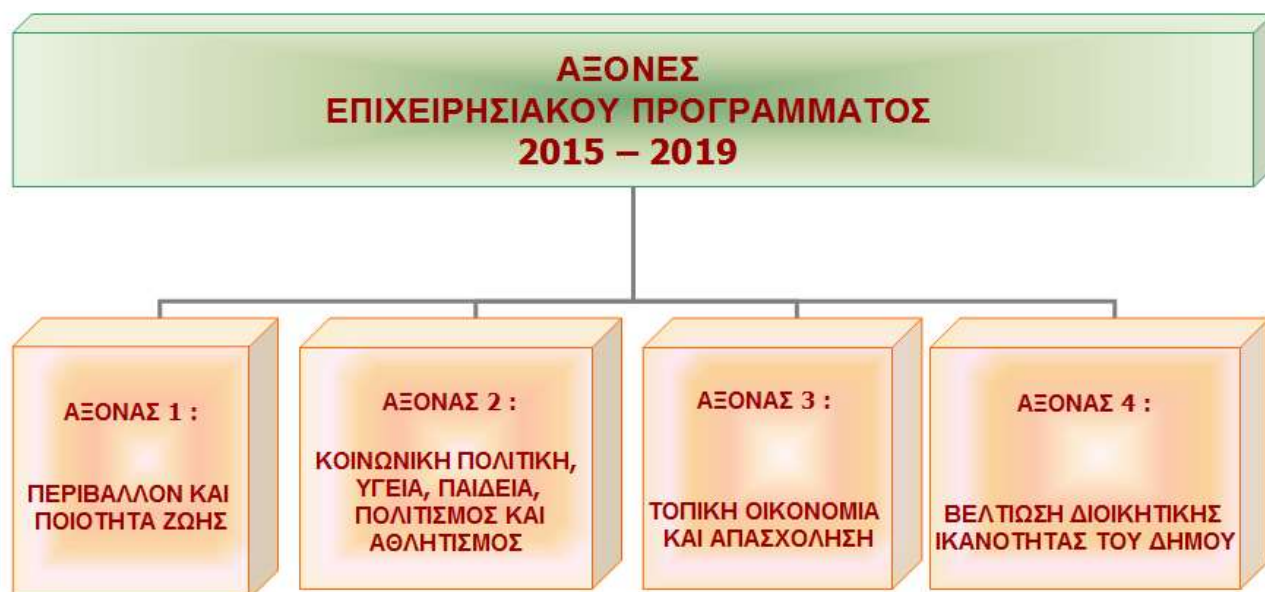 ΑΞΟΝΕΣ
ΕΠΙΧΕΙΡΗΣΙΑΚΟΥ ΠΡΟΓΡΑΜΜΑΤΟΣ
2015 – 2019
ΑΞΟΝΑΣ 1 :
ΠΕΡΙΒΑΛΛΟΝ ΚΑΙ
ΠΟΙΟΤΗΤΑ ΖΩΗΣ
ΑΞΟΝΑΣ 2 :
ΚΟΙΝΩΝΙΚΗ ΠΟΛΙΤΙΚΗ,
ΥΓΕΙΑ, ΠΑΙΔΕΙΑ,
ΠΟΛΙΤΙΣΜΟΣ ΚΑΙ
ΑΘΛΗΤΙΣΜΟΣ
ΑΞΟΝΑΣ 3 :
ΤΟΠΙΚΗ ΟΙΚΟΝΟΜΙΑ
ΚΑΙ ΑΠΑΣΧΟΛΗΣΗ
ΑΞΟΝΑΣ 4 :
ΒΕΛΤΙΩΣΗ ΔΙΟΙΚΗΤΙΚΗΣ
ΙΚΑΝΟΤΗΤΑΣ ΤΟΥ ΔΗΜΟΥ